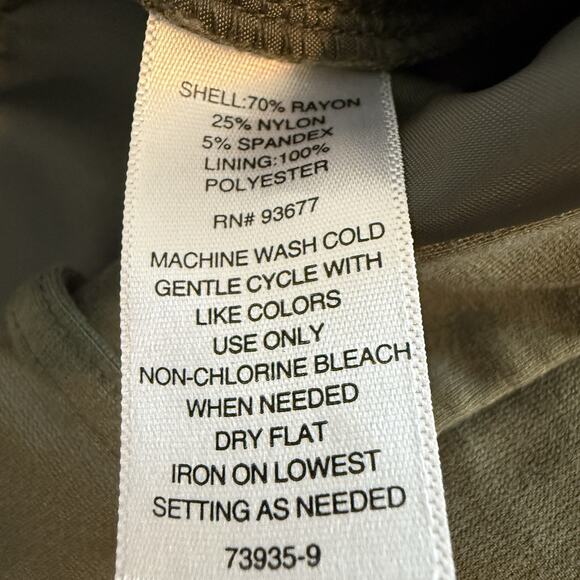 SHELL:70% RAYON
25% NYLON
5% SPANDEX
LINING:100%
POLYESTER
RN# 93677
MACHINE WASH COLD
GENTLE CYCLE WITH
LIKE COLORS
USE ONLY
NON-CHLORINE BLEACH
WHEN NEEDED
DRY FLAT
IRON ON LOWEST
SETTING AS NEEDED
73935-9